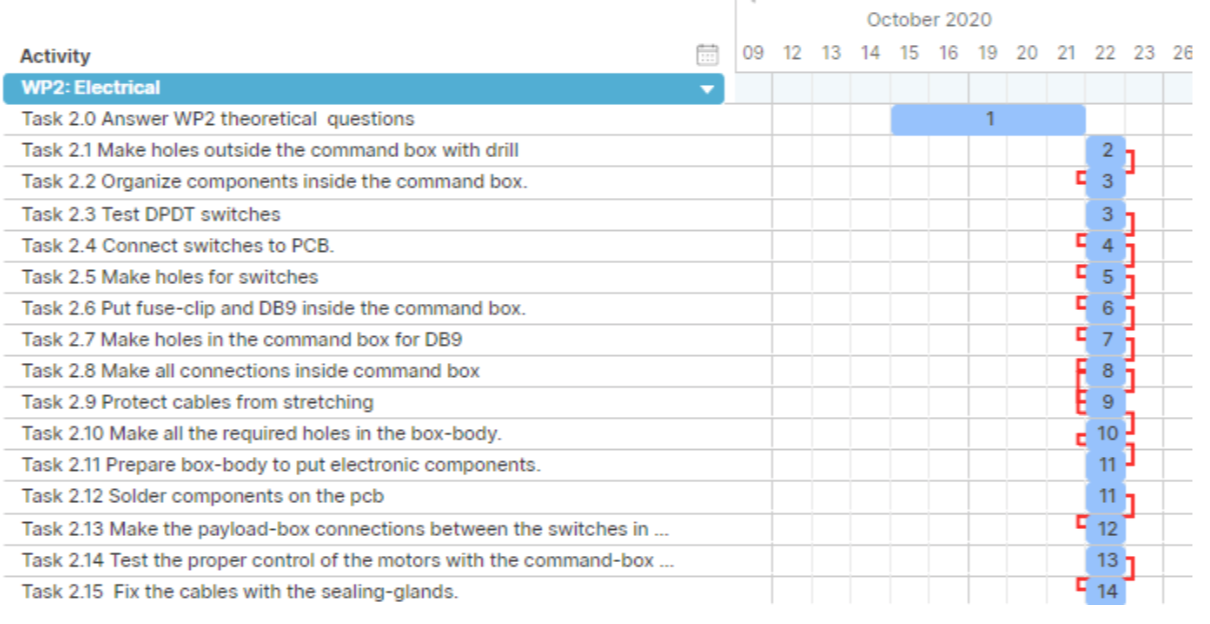 October 2020
Activity 09 12 13 14 15 16 19 20 21 22 23 26
WP2: Electrical
Task 2.0 Answer WP2 theoretical questions 1
Task 2.1 Make holes outside the command box with drill 2
Task 2.2 Organize components inside the command box. 3
Task 2.3 Test DPDT switches 3
Task 2.4 Connect switches to PCB. 4
Task 2.5 Make holes for switches 5
Task 2.6 Put fuse-clip and DB9 inside the command box. 6
Task 2.7 Make holes in the command box for DB9 7
Task 2.8 Make all connections inside command box 8
Task 2.9 Protect cables from stretching 9
Task 2.10 Make all the required holes in the box-body. 10
Task 2.11 Prepare box-body to put electronic components. 11
Task 2.12 Solder components on the pcb 11
Task 2.13 Make the payload-box connections between the switches in ... 12
Task 2.14 Test the proper control of the motors with the command-box ... 13
Task 2.15 Fix the cables with the sealing-glands. 14